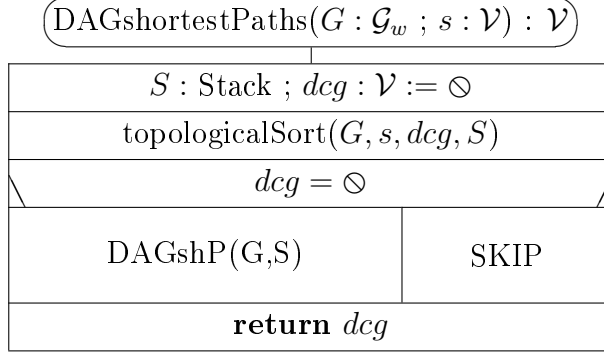 DAGshortestPaths(G : 𝒢_w ; s : 𝒱) : 𝒱
S : Stack ; dcg : 𝒱 := ⦸
topologicalSort(G, s, dcg, S)
dcg = ⦸
DAGshP(G,S)
SKIP
return dcg